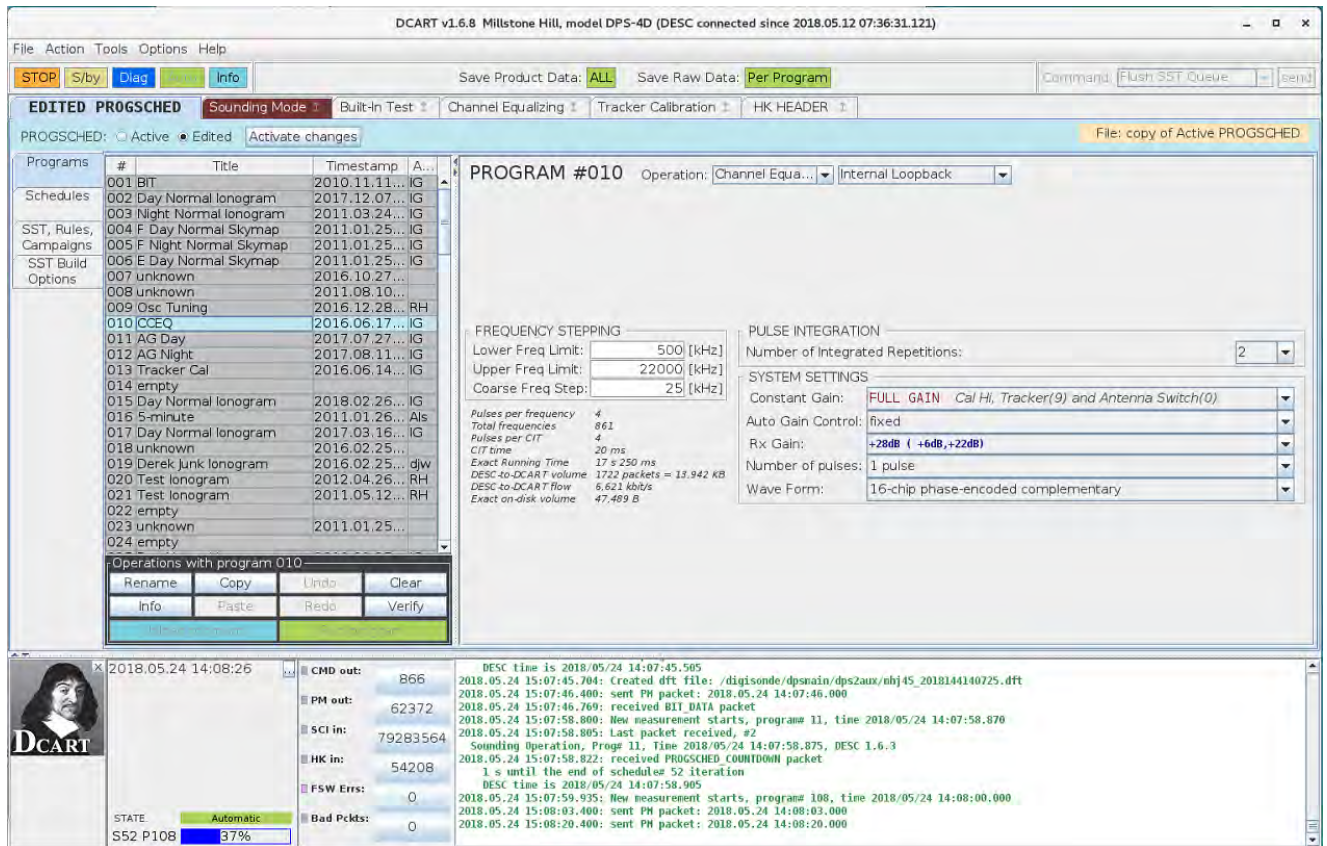 DCART v1.6.8 Millstone Hill, model DPS-4D (DESC connected since 2018.05.12 07:36:31.121)
File Action Tools Options Help
STOP S/by Diag Info Save Product Data: ALL Save Raw Data: Per Program Command: Flush SST Queue send
EDITED PROGSCHED Sounding Mode Built-In Test Channel Equalizing Tracker Calibration HK HEADER
PROGSCHED: Active Edited Activate changes File: copy of Active PROGSCHED
Programs
Schedules
SST, Rules, Campaigns
SST Build Options
# Title Timestamp A...
001 BIT 2010.11.11... IG
002 Day Normal Ionogram 2017.12.07... IG
003 Night Normal Ionogram 2011.03.24... IG
004 F Day Normal Skymap 2011.01.25... IG
005 F Night Normal Skymap 2011.01.25... IG
006 E Day Normal Skymap 2011.01.25... IG
007 unknown 2016.10.27...
008 unknown 2011.08.10...
009 Osc Tuning 2016.12.28... RH
010 CCEQ 2016.06.17... IG
011 AG Day 2017.07.27... IG
012 AG Night 2017.08.11... IG
013 Tracker Cal 2016.06.14... IG
014 empty
015 Day Normal Ionogram 2018.02.26... IG
016 5-minute 2011.01.26... Als
017 Day Normal Ionogram 2017.03.16... IG
018 unknown 2016.02.25...
019 Derek Junk Ionogram 2016.02.25... djw
020 Test Ionogram 2012.04.26... RH
021 Test Ionogram 2011.05.12... RH
022 empty
023 unknown 2011.01.25...
024 empty
Operations with program 010
Rename Copy Undo Clear
Info Paste Redo Verify
PROGRAM #010 Operation: Channel Equa... Internal Loopback
FREQUENCY STEPPING
Lower Freq Limit: 500 [kHz]
Upper Freq Limit: 22000 [kHz]
Coarse Freq Step: 25 [kHz]
Pulses per frequency 4
Total frequencies 861
Pulses per CIT 4
CIT time 20 ms
Exact Running Time 17 s 250 ms
DESC-to-DCART volume 1722 packets = 13.942 KB
DESC-to-DCART flow 6,621 kbit/s
Exact on-disk volume 47,489 B
PULSE INTEGRATION
Number of Integrated Repetitions: 2
SYSTEM SETTINGS
Constant Gain: FULL GAIN Cal Hi, Tracker(9) and Antenna Switch(0)
Auto Gain Control: fixed
Rx Gain: +28dB ( +6dB,+22dB)
Number of pulses: 1 pulse
Wave Form: 16-chip phase-encoded complementary
DCART
2018.05.24 14:08:26 ...
STATE Automatic
S52 P108 37%
CMD out: 866
PM out: 62372
SCI in: 79283564
HK in: 54208
FSW Errs: 0
Bad Pckts: 0
DESC time is 2018/05/24 14:07:45.505
2018.05.24 15:07:45.704: Created dft file: /digisonde/dpsmain/dps2aux/mhj45_2018144140725.dft
2018.05.24 15:07:46.400: sent PM packet: 2018.05.24 14:07:46.000
2018.05.24 15:07:46.769: received BIT_DATA packet
2018.05.24 15:07:58.800: New measurement starts, program# 11, time 2018/05/24 14:07:58.870
2018.05.24 15:07:58.805: Last packet received, #2
Sounding Operation, Prog# 11, Time 2018/05/24 14:07:58.875, DESC 1.6.3
2018.05.24 15:07:58.822: received PROGSCHED_COUNTDOWN packet
1 s until the end of schedule# 52 iteration
DESC time is 2018/05/24 14:07:58.905
2018.05.24 15:07:59.935: New measurement starts, program# 108, time 2018/05/24 14:08:00.000
2018.05.24 15:08:03.400: sent PM packet: 2018.05.24 14:08:03.000
2018.05.24 15:08:20.400: sent PM packet: 2018.05.24 14:08:20.000